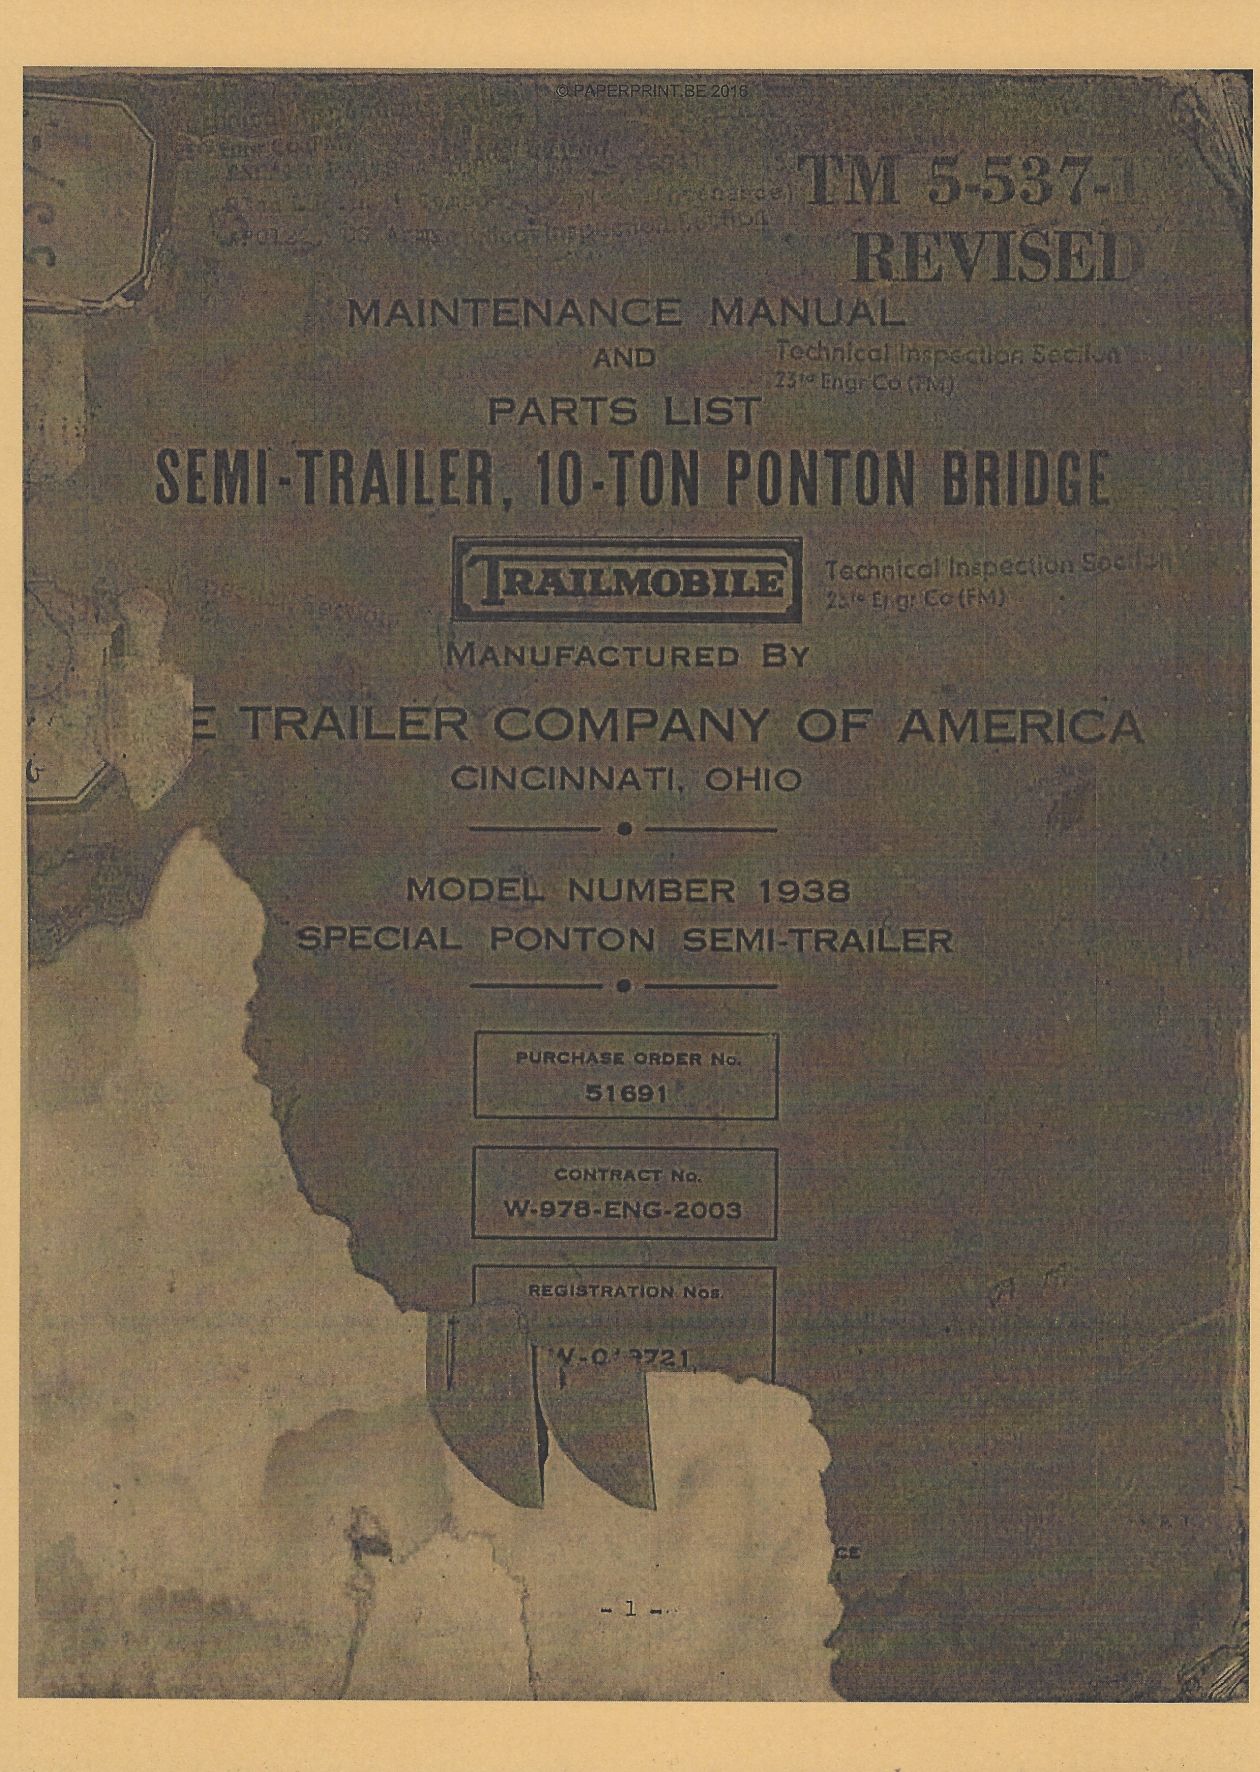 © PAPERPRINT.BE 2016
TM 5-537-1
REVISED
MAINTENANCE MANUAL
AND
Technical Inspection Section
Engr Co (FM)
PARTS LIST
SEMI-TRAILER, 10-TON PONTON BRIDGE
TRAILMOBILE
Technical Inspection Section
Engr Co (FM)
MANUFACTURED BY
E TRAILER COMPANY OF AMERICA
CINCINNATI, OHIO
MODEL NUMBER 1938
SPECIAL PONTON SEMI-TRAILER
PURCHASE ORDER No.
51691
CONTRACT No.
W-978-ENG-2003
REGISTRATION Nos.
CE
- 1 -